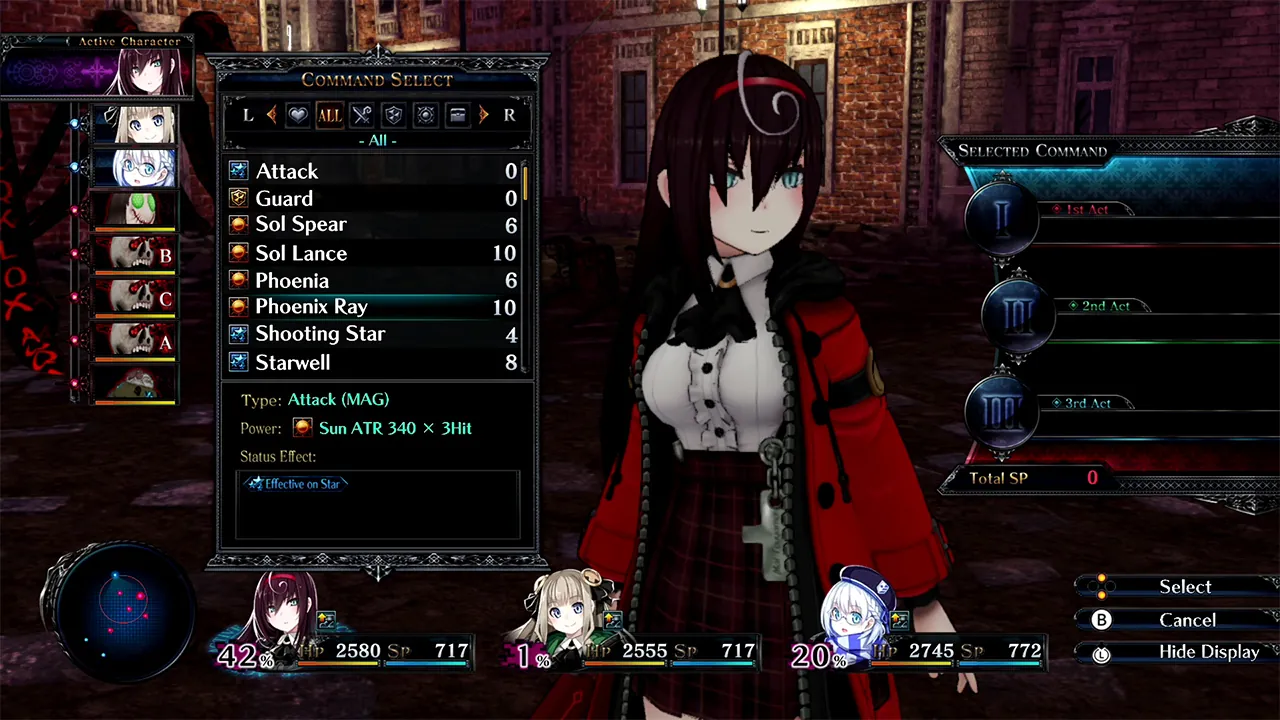 Active Character
B
C
A
COMMAND SELECT
L ALL R
- All -
Attack 0
Guard 0
Sol Spear 6
Sol Lance 10
Phoenia 6
Phoenix Ray 10
Shooting Star 4
Starwell 8
Type: Attack (MAG)
Power: Sun ATR 340 × 3Hit
Status Effect:
Effective on Star
SELECTED COMMAND
I 1st Act
II 2nd Act
III 3rd Act
Total SP 0
42% HP 2580 SP 717
1% HP 2555 SP 717
20% HP 2745 SP 772
Select
B Cancel
L Hide Display